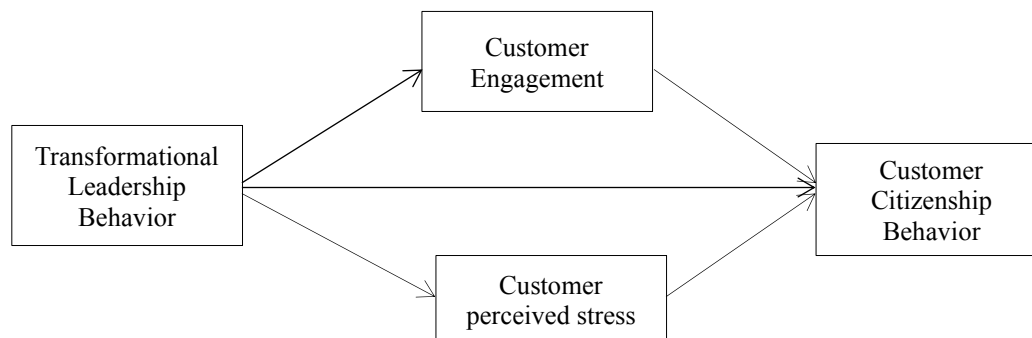 Customer
Engagement
Transformational
Leadership
Behavior
Customer
Citizenship
Behavior
Customer
perceived stress